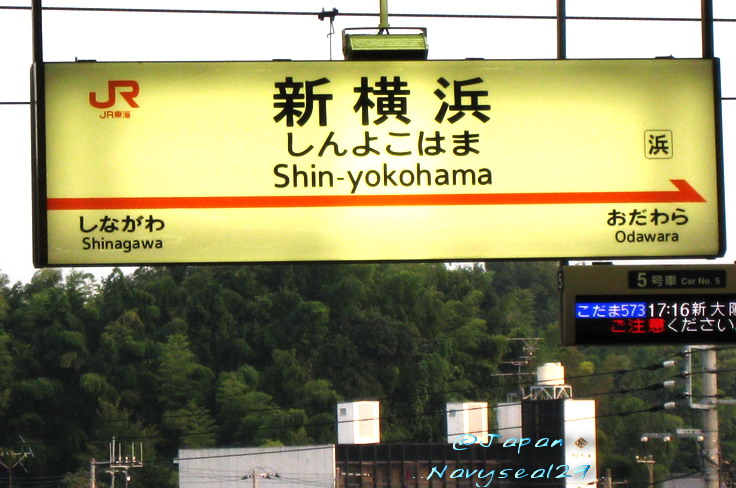 JR
JR東海
新横浜
しんよこはま
Shin-yokohama
浜
しながわ
Shinagawa
おだわら
Odawara
5号車 Car No. 5
こだま573 17:16 新大阪
ご注意ください
@Japan
Navyseal29